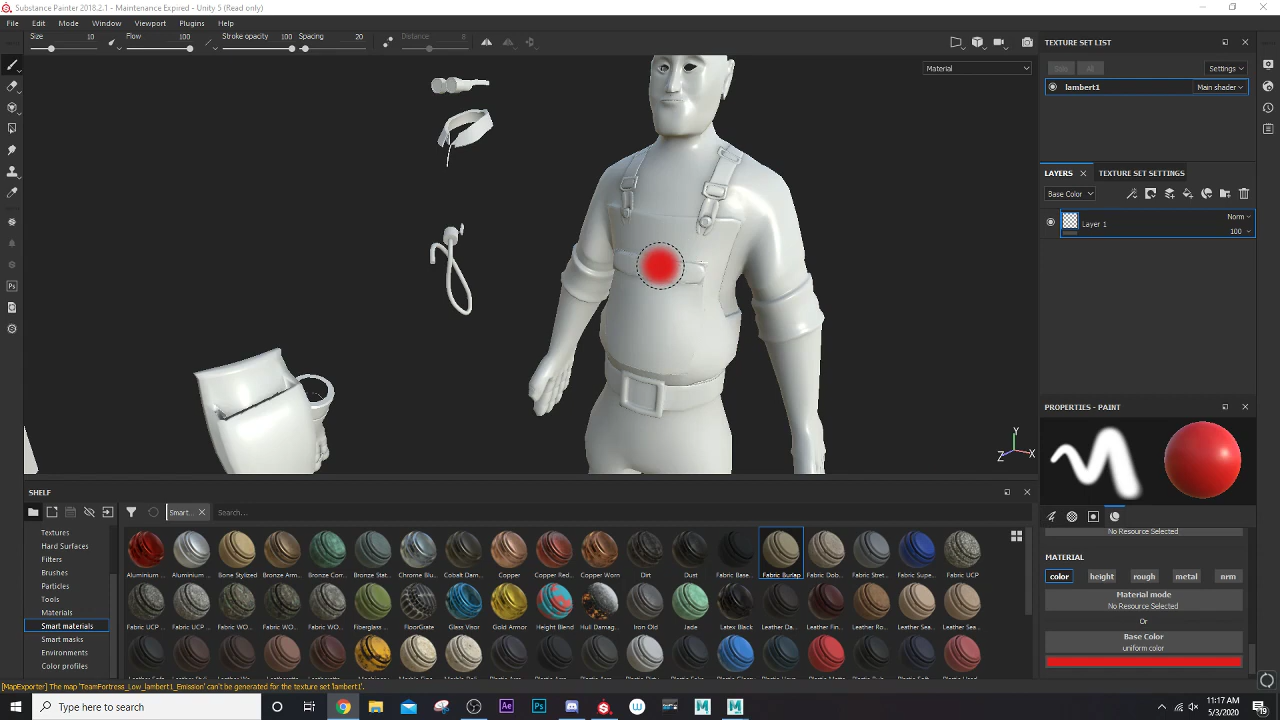 Substance Painter 2018.2.1 - Maintenance Expired - Unity 5 (Read only)
File Edit Mode Window Viewport Plugins Help
Size 10 Flow 100 Stroke opacity 100 Spacing 20 Distance 8
Material
TEXTURE SET LIST
Solo All Settings
lambert1 Main shader
LAYERS TEXTURE SET SETTINGS
Base Color
Layer 1 Norm
100
Ps
Y
Z X
PROPERTIES - PAINT
No Resource Selected
MATERIAL
color height rough metal nrm
Material mode
No Resource Selected
Or
Base Color
uniform color
SHELF
Smart... Search...
Textures
Hard Surfaces
Filters
Brushes
Particles
Tools
Materials
Smart materials
Smart masks
Environments
Color profiles
Aluminium ... Aluminium ... Bone Stylized Bronze Arm... Bronze Corr... Bronze Stat... Chrome Blu... Cobalt Dam... Copper Copper Red... Copper Worn Dirt Dust Fabric Base... Fabric Burlap Fabric Dob... Fabric Stret... Fabric Supe... Fabric UCP
Fabric UCP ... Fabric UCP ... Fabric WO... Fabric WO... Fabric WO... Fiberglass ... FloorGrate Glass Visor Gold Armor Height Blend Hull Damag... Iron Old Jade Latex Black Leather Da... Leather Fin... Leather Ro... Leather Sea... Leather Sea...
[MapExporter] The map 'TeamFortress_Low_lambert1_Emission' can't be generated for the texture set 'lambert1'.
Type here to search
Ae Ps
11:17 AM
5/3/2020
19